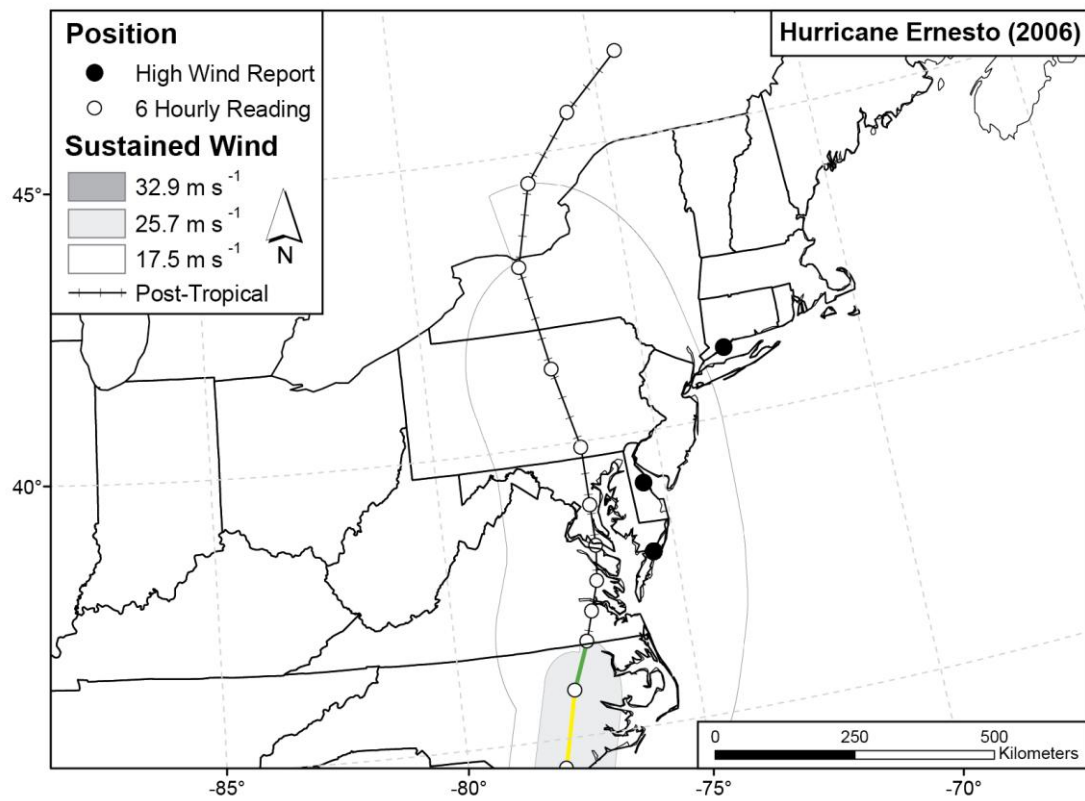 Position
High Wind Report
6 Hourly Reading
Sustained Wind
32.9 m s⁻¹
25.7 m s⁻¹
17.5 m s⁻¹
Post-Tropical
N
Hurricane Ernesto (2006)
45°
40°
0 250 500
Kilometers
-85° -80° -75° -70°